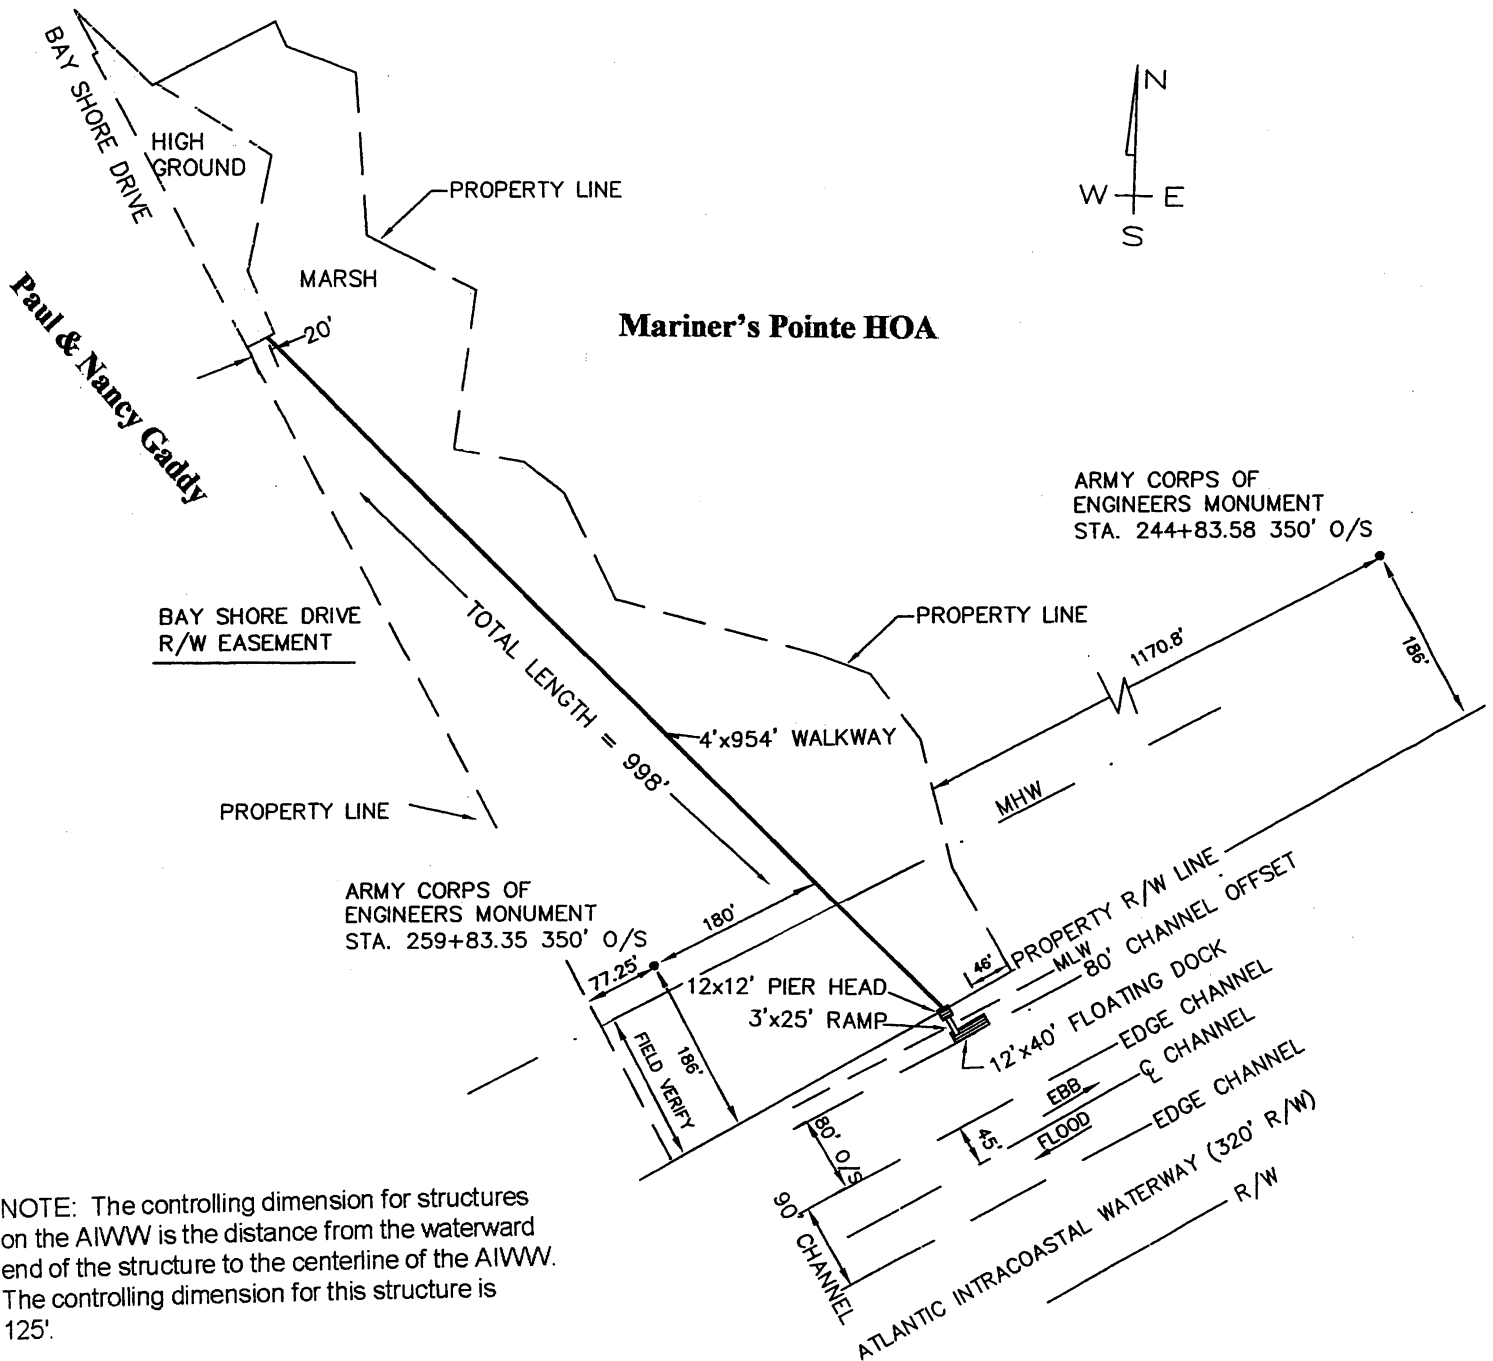 BAY SHORE DRIVE
HIGH
GROUND
PROPERTY LINE
MARSH
20'
N
W E
S
Paul & Nancy Gaddy
Mariner's Pointe HOA
ARMY CORPS OF
ENGINEERS MONUMENT
STA. 244+83.58 350' O/S
BAY SHORE DRIVE
R/W EASEMENT
TOTAL LENGTH = 998'
PROPERTY LINE
1170.8'
186'
4'x954' WALKWAY
PROPERTY LINE
MHW
ARMY CORPS OF
ENGINEERS MONUMENT
STA. 259+83.35 350' O/S
180'
77.25'
46'
PROPERTY R/W LINE
MLW
80' CHANNEL OFFSET
12x12' PIER HEAD
3'x25' RAMP
12'x40' FLOATING DOCK
FIELD VERIFY
186'
EDGE CHANNEL
EBB
℄ CHANNEL
FLOOD
45'
EDGE CHANNEL
80' O/S
90' CHANNEL
ATLANTIC INTRACOASTAL WATERWAY (320' R/W)
R/W
NOTE: The controlling dimension for structures
on the AIWW is the distance from the waterward
end of the structure to the centerline of the AIWW.
The controlling dimension for this structure is
125'.